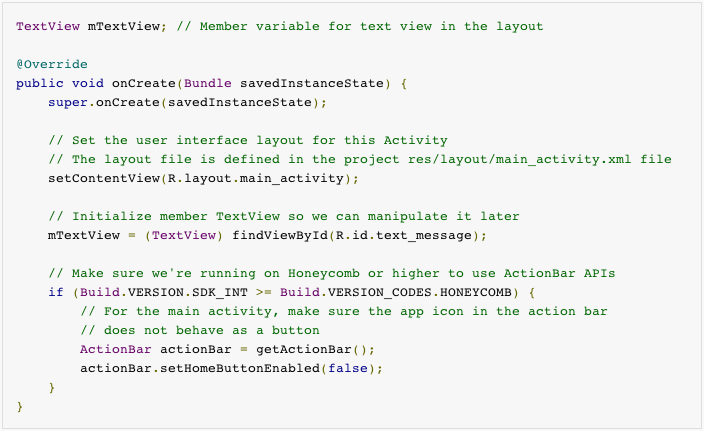 TextView mTextView; // Member variable for text view in the layout
@Override
public void onCreate(Bundle savedInstanceState) {
    super.onCreate(savedInstanceState);
    // Set the user interface layout for this Activity
    // The layout file is defined in the project res/layout/main_activity.xml file
    setContentView(R.layout.main_activity);
    // Initialize member TextView so we can manipulate it later
    mTextView = (TextView) findViewById(R.id.text_message);
    // Make sure we're running on Honeycomb or higher to use ActionBar APIs
    if (Build.VERSION.SDK_INT >= Build.VERSION_CODES.HONEYCOMB) {
        // For the main activity, make sure the app icon in the action bar
        // does not behave as a button
        ActionBar actionBar = getActionBar();
        actionBar.setHomeButtonEnabled(false);
    }
}